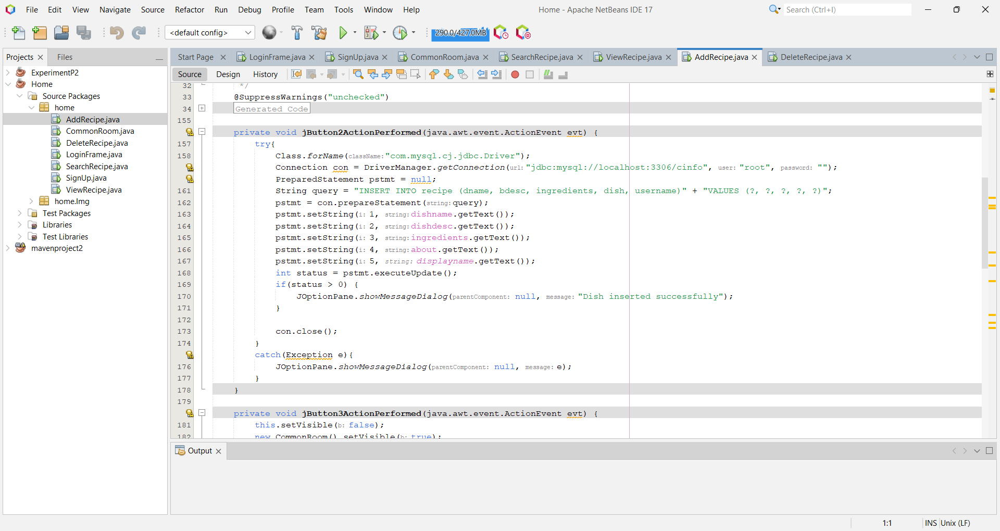 File Edit View Navigate Source Refactor Run Debug Profile Team Tools Window Help Home - Apache NetBeans IDE 17 Search (Ctrl+I)
<default config> 290.0/427.0MB
Projects Files
ExperimentP2
Home
Source Packages
home
AddRecipe.java
CommonRoom.java
DeleteRecipe.java
LoginFrame.java
SearchRecipe.java
SignUp.java
ViewRecipe.java
home.Img
Test Packages
Libraries
Test Libraries
mavenproject2
Start Page LoginFrame.java SignUp.java CommonRoom.java SearchRecipe.java ViewRecipe.java AddRecipe.java DeleteRecipe.java
Source Design History
32 */
33 @SuppressWarnings("unchecked")
34 Generated Code
155
private void jButton2ActionPerformed(java.awt.event.ActionEvent evt) {
157 try{
158 Class.forName(className:"com.mysql.cj.jdbc.Driver");
Connection con = DriverManager.getConnection(url:"jdbc:mysql://localhost:3306/cinfo", user:"root", password:"");
PreparedStatement pstmt = null;
161 String query = "INSERT INTO recipe (dname, bdesc, ingredients, dish, username)" + "VALUES (?, ?, ?, ?, ?)";
162 pstmt = con.prepareStatement(string:query);
163 pstmt.setString(i:1, string:dishname.getText());
164 pstmt.setString(i:2, string:dishdesc.getText());
165 pstmt.setString(i:3, string:ingredients.getText());
166 pstmt.setString(i:4, string:about.getText());
167 pstmt.setString(i:5, string:displayname.getText());
168 int status = pstmt.executeUpdate();
169 if(status > 0) {
170 JOptionPane.showMessageDialog(parentComponent:null, message:"Dish inserted successfully");
171 }
172
173 con.close();
174 }
catch(Exception e){
176 JOptionPane.showMessageDialog(parentComponent:null, message:e);
177 }
178 }
179
private void jButton3ActionPerformed(java.awt.event.ActionEvent evt) {
181 this.setVisible(b:false);
182 new CommonRoom().setVisible(b:true);
Output
1:1 INS Unix (LF)